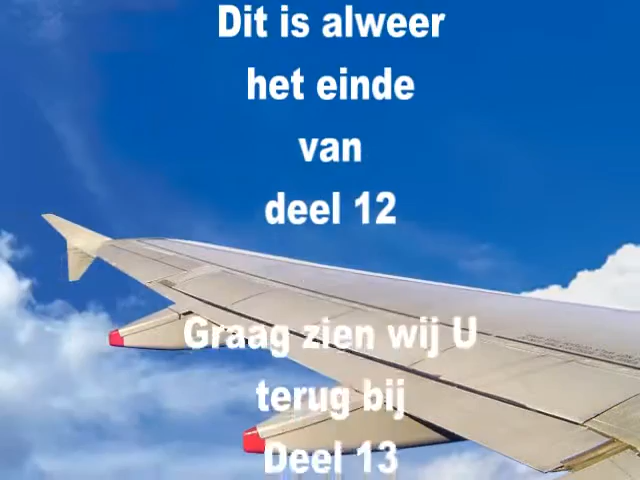 Dit is alweer
het einde
van
deel 12
Graag zien wij U
terug bij
Deel 13